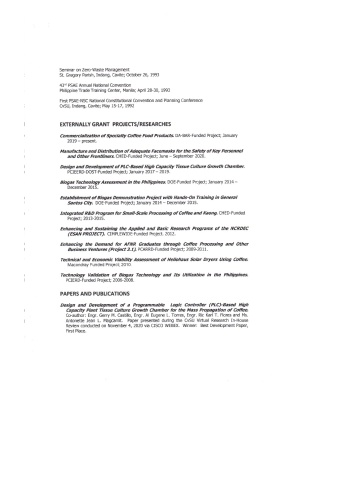 Seminar on Zero-Waste Management
St. Gregory Parish, Indang, Cavite; October 26, 1993
42nd PSAE Annual National Convention
Philippine Trade Training Center, Manila; April 28-30, 1992
First PSAE-NSC National Constitutional Convention and Planning Conference
CvSU, Indang, Cavite; May 15-17, 1992
EXTERNALLY GRANT PROJECTS/RESEARCHES
Commercialization of Specialty Coffee Food Products. DA-BAR-Funded Project; January
2019 – present.
Manufacture and Distribution of Adequate Facemasks for the Safety of Key Personnel
and Other Frontliners. CHED-Funded Project; June – September 2020.
Design and Development of PLC-Based High Capacity Tissue Culture Growth Chamber.
PCIEERD-DOST-Funded Project; January 2017 – 2019.
Biogas Technology Assessment in the Philippines. DOE-Funded Project; January 2014 –
December 2015.
Establishment of Biogas Demonstration Project with Hands-On Training in General
Santos City. DOE-Funded Project; January 2014 – December 2015.
Integrated R&D Program for Small-Scale Processing of Coffee and Kaong. CHED-Funded
Project; 2013-2015.
Enhancing and Sustaining the Applied and Basic Research Programs of the NCRDEC
(ESAN PROJECT). CHED-Funded Project, 2012.
Enhancing the Demand for AFNR Graduates through Coffee Processing and Other
Business Ventures (Project 2.1). PCARRD-Funded Project; 2009-2011.
Technical and Economic Viability Assessment of Heliohouse Solar Dryers Using Coffee.
Funded Project, 2010.
Technology Validation of Biogas Technology and Its Utilization in the Philippines.
PCIERD-Funded Project; 2006-2008.
PAPERS AND PUBLICATIONS
Design and Development of a Programmable Logic Controller (PLC)-Based High
Capacity Plant Tissue Culture Growth Chamber for the Mass Propagation of Coffee.
Co-author: Engr. Gerry M. Castillo, Engr. Al Eugene L. Torres, Engr. Ric Karl T. Flores and Ms.
Antonette Jean L. Paper presented during the CvSU Virtual Research In-House
Review conducted on November 4, 2020 via CISCO WEBEX. Winner: Best Development Paper,
First Place.